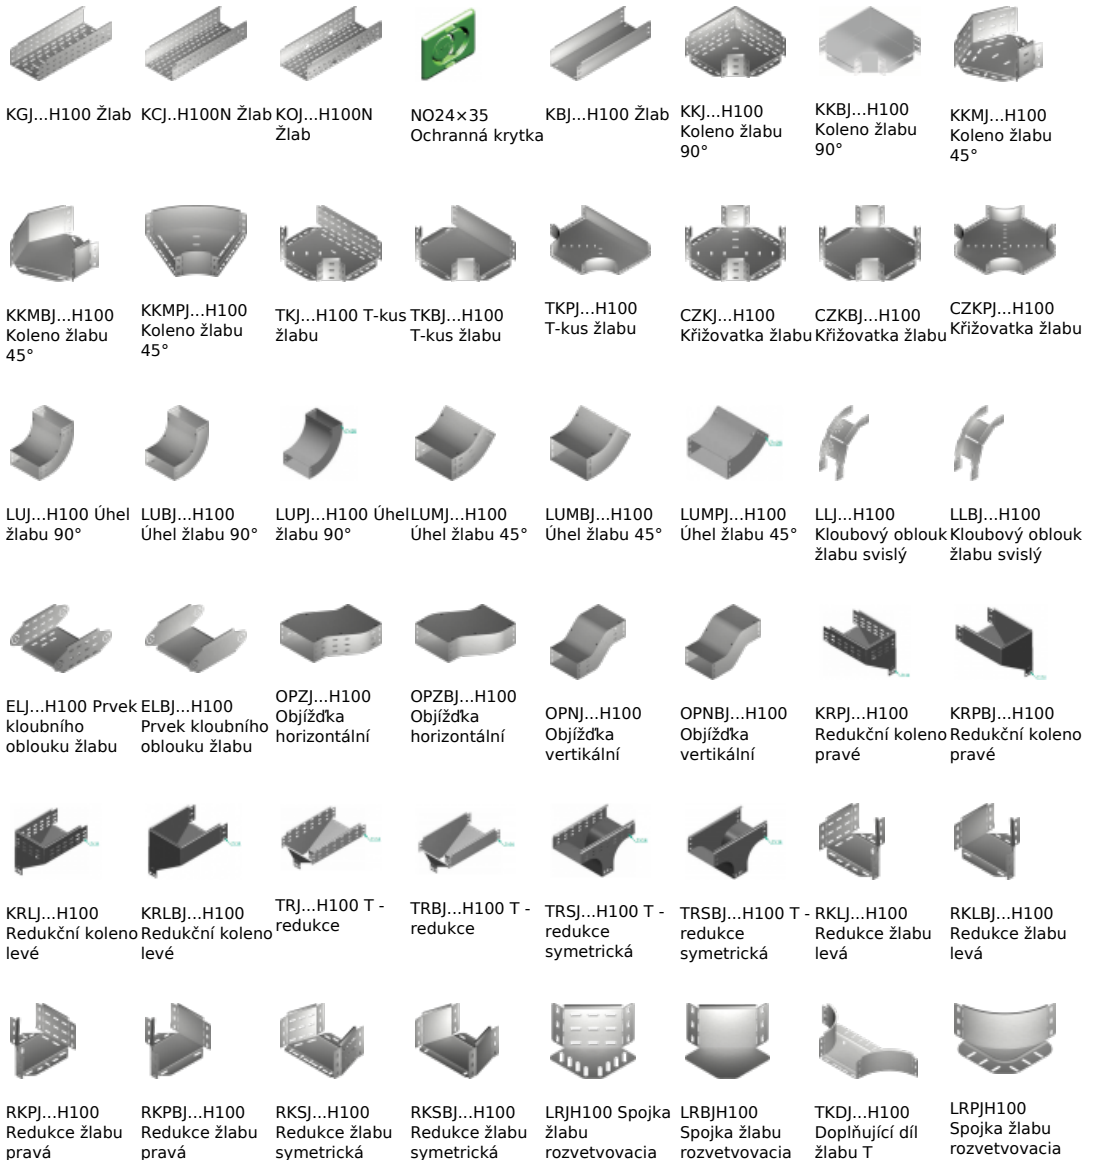 KGJ...H100 Žlab
KCJ..H100N Žlab
KOJ...H100N
Žlab
NO24×35
Ochranná krytka
KBJ...H100 Žlab
KKJ...H100
Koleno žlabu
90°
KKBJ...H100
Koleno žlabu
90°
KKMJ...H100
Koleno žlabu
45°
KKMBJ...H100
Koleno žlabu
45°
KKMPJ...H100
Koleno žlabu
45°
TKJ...H100 T-kus
žlabu
TKBJ...H100
T-kus žlabu
TKPJ...H100
T-kus žlabu
CZKJ...H100
Křižovatka žlabu
CZKBJ...H100
Křižovatka žlabu
CZKPJ...H100
Křižovatka žlabu
LUJ...H100 Úhel
žlabu 90°
LUBJ...H100
Úhel žlabu 90°
LUPJ...H100 Úhel
žlabu 90°
LUMJ...H100
Úhel žlabu 45°
LUMBJ...H100
Úhel žlabu 45°
LUMPJ...H100
Úhel žlabu 45°
LLJ...H100
Kloubový oblouk
žlabu svislý
LLBJ...H100
Kloubový oblouk
žlabu svislý
ELJ...H100 Prvek
kloubního
oblouku žlabu
ELBJ...H100
Prvek kloubního
oblouku žlabu
OPZJ...H100
Objížďka
horizontální
OPZBJ...H100
Objížďka
horizontální
OPNJ...H100
Objížďka
vertikální
OPNBJ...H100
Objížďka
vertikální
KRPJ...H100
Redukční koleno
pravé
KRPBJ...H100
Redukční koleno
pravé
KRLJ...H100
Redukční koleno
levé
KRLBJ...H100
Redukční koleno
levé
TRJ...H100 T -
redukce
TRBJ...H100 T -
redukce
TRSJ...H100 T -
redukce
symetrická
TRSBJ...H100 T -
redukce
symetrická
RKLJ...H100
Redukce žlabu
levá
RKLBJ...H100
Redukce žlabu
levá
RKPJ...H100
Redukce žlabu
pravá
RKPBJ...H100
Redukce žlabu
pravá
RKSJ...H100
Redukce žlabu
symetrická
RKSBJ...H100
Redukce žlabu
symetrická
LRJH100 Spojka
žlabu
rozvetvovacia
LRBJH100
Spojka žlabu
rozvetvovacia
TKDJ...H100
Doplňující díl
žlabu T
LRPJH100
Spojka žlabu
rozvetvovacia